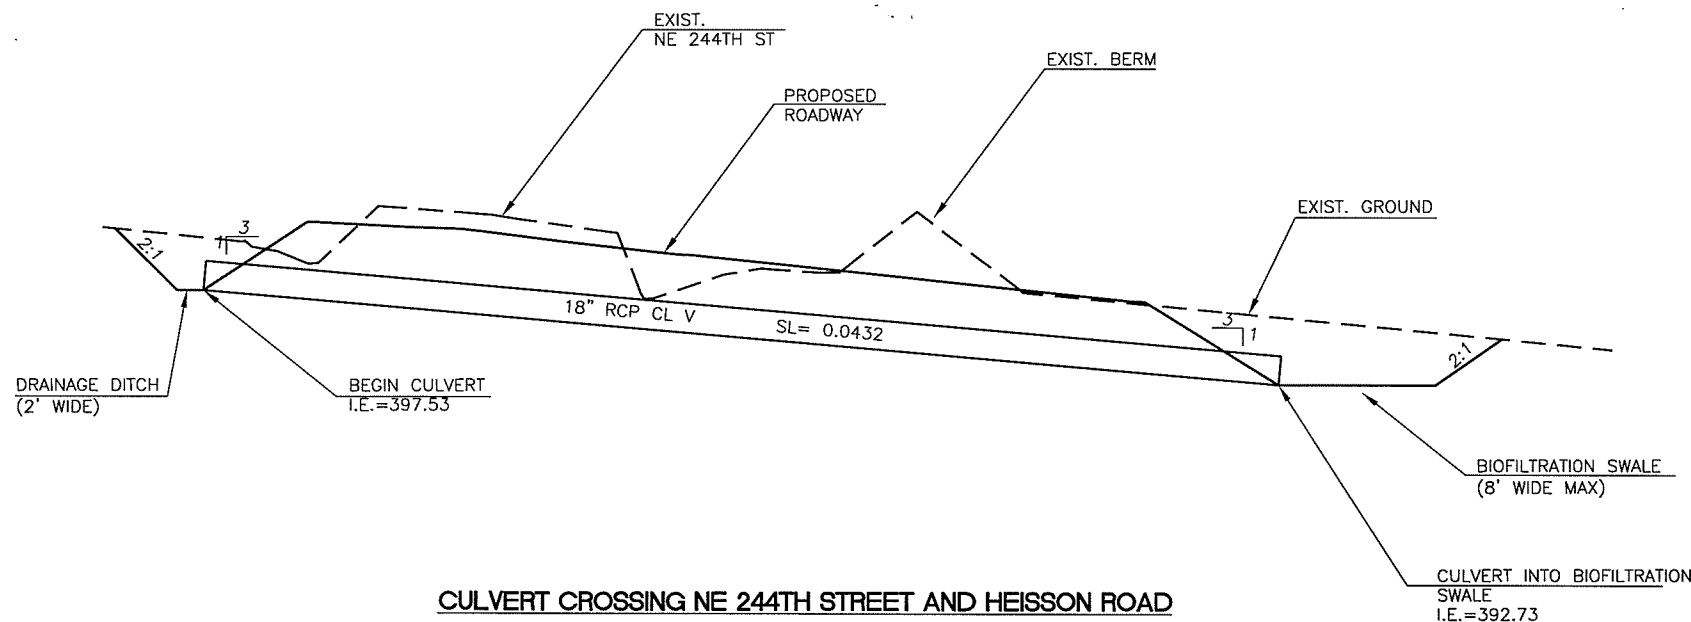 EXIST.
NE 244TH ST
EXIST. BERM
PROPOSED
ROADWAY
EXIST. GROUND
2:1
3
1
18" RCP CL V
SL= 0.0432
3
1
2:1
DRAINAGE DITCH
(2' WIDE)
BEGIN CULVERT
I.E.=397.53
BIOFILTRATION SWALE
(8' WIDE MAX)
CULVERT INTO BIOFILTRATION
SWALE
I.E.=392.73
CULVERT CROSSING NE 244TH STREET AND HEISSON ROAD